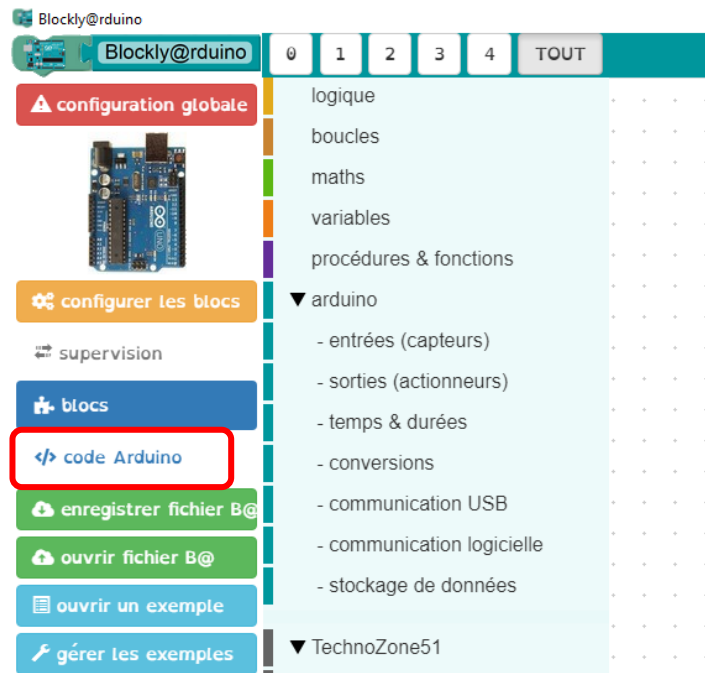 Blockly@rduino
Blockly@rduino
0 1 2 3 4 TOUT
configuration globale
configurer les blocs
supervision
blocs
</> code Arduino
enregistrer fichier B@
ouvrir fichier B@
ouvrir un exemple
gérer les exemples
logique
boucles
maths
variables
procédures & fonctions
▼ arduino
- entrées (capteurs)
- sorties (actionneurs)
- temps & durées
- conversions
- communication USB
- communication logicielle
- stockage de données
▼ TechnoZone51